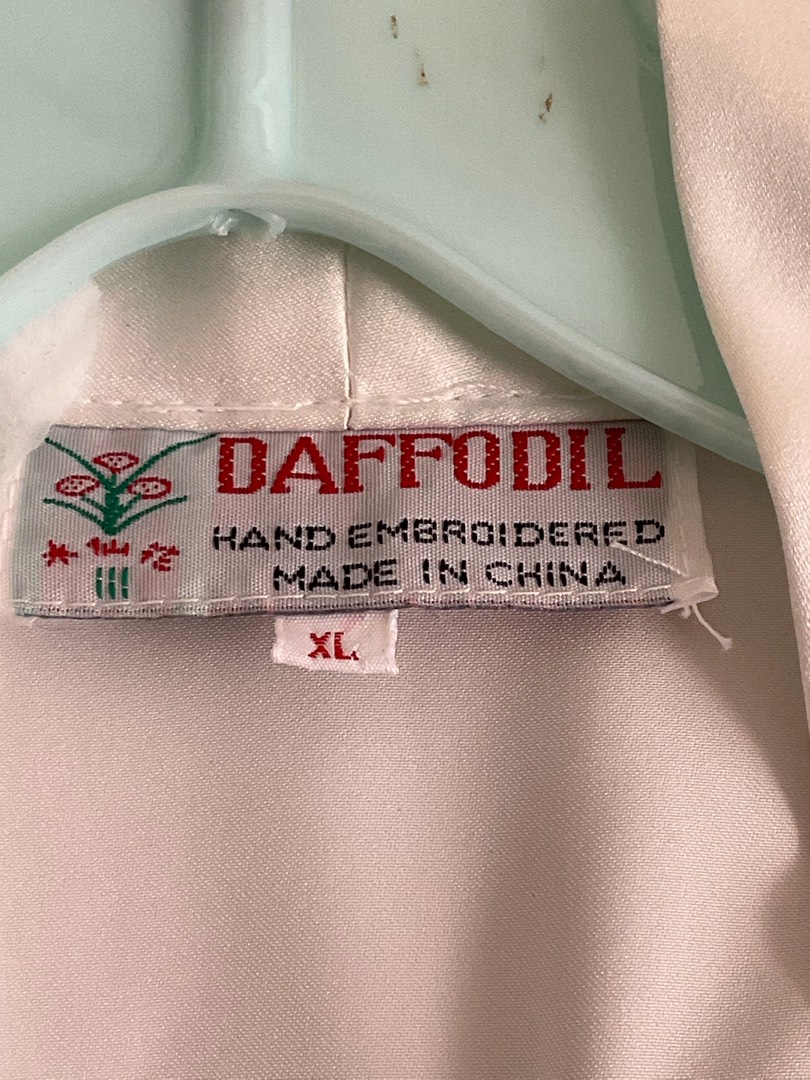 DAFFODIL
HAND EMBROIDERED
MADE IN CHINA
水仙花
XL